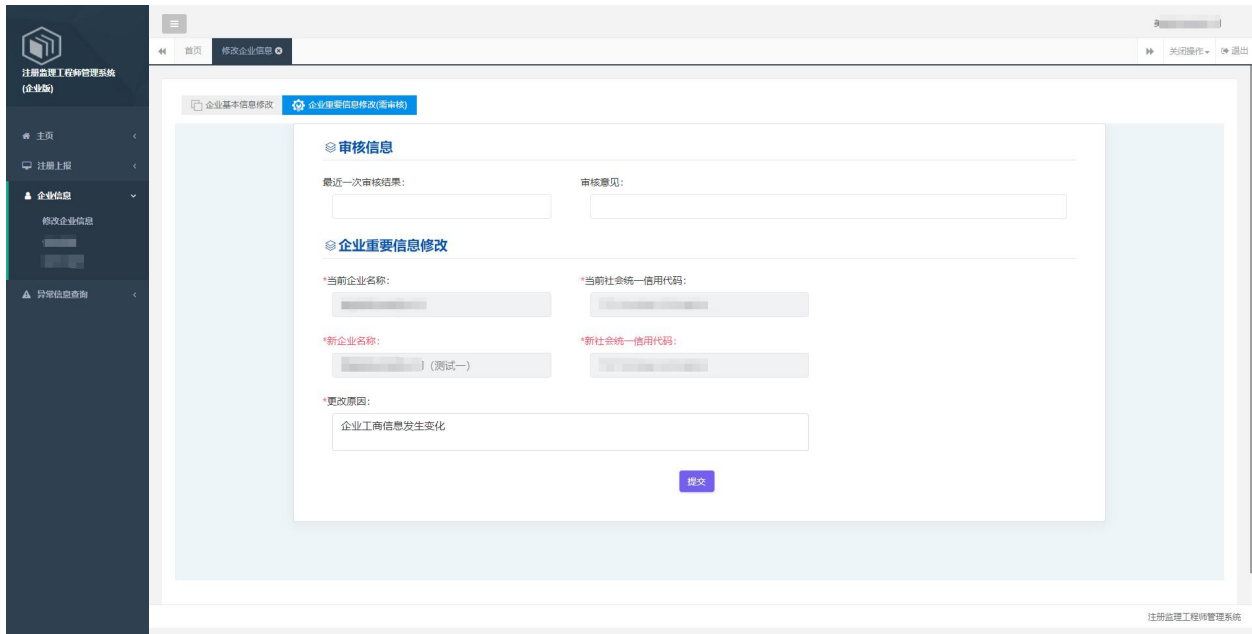 注册监理工程师管理系统
(企业版)
首页
修改企业信息
关闭操作
退出
主页
注册上报
企业信息
修改企业信息
异常信息查询
企业基本信息修改
企业重要信息修改(需审核)
审核信息
最近一次审核结果:
审核意见:
企业重要信息修改
*当前企业名称:
*当前社会统一信用代码:
*新企业名称:
*新社会统一信用代码:
(测试一)
*更改原因:
企业工商信息发生变化
提交
注册监理工程师管理系统